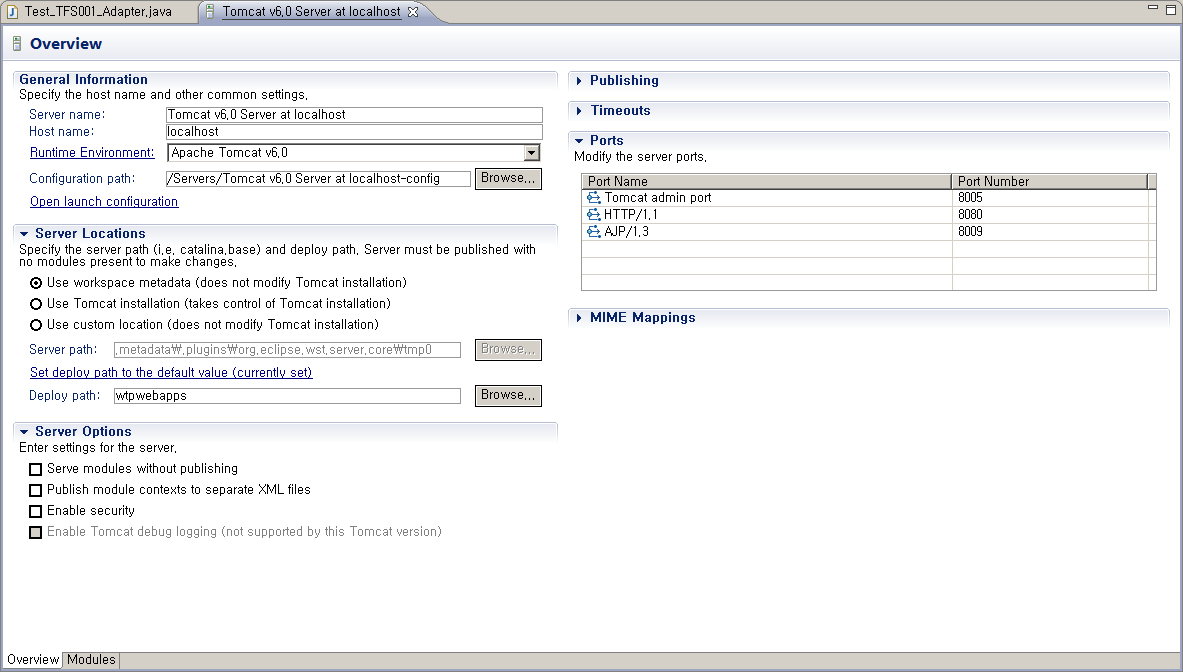 Test_TFS001_Adapter.java
Tomcat v6.0 Server at localhost
Overview
General Information
Specify the host name and other common settings.
Server name: Tomcat v6.0 Server at localhost
Host name: localhost
Runtime Environment: Apache Tomcat v6.0
Configuration path: /Servers/Tomcat v6.0 Server at localhost-config Browse...
Open launch configuration
Server Locations
Specify the server path (i.e. catalina.base) and deploy path. Server must be published with
no modules present to make changes.
Use workspace metadata (does not modify Tomcat installation)
Use Tomcat installation (takes control of Tomcat installation)
Use custom location (does not modify Tomcat installation)
Server path: .metadata₩.plugins₩org.eclipse.wst.server.core₩tmp0 Browse...
Set deploy path to the default value (currently set)
Deploy path: wtpwebapps Browse...
Server Options
Enter settings for the server.
Serve modules without publishing
Publish module contexts to separate XML files
Enable security
Enable Tomcat debug logging (not supported by this Tomcat version)
Publishing
Timeouts
Ports
Modify the server ports.
Port Name Port Number
Tomcat admin port 8005
HTTP/1.1 8080
AJP/1.3 8009
MIME Mappings
Overview Modules